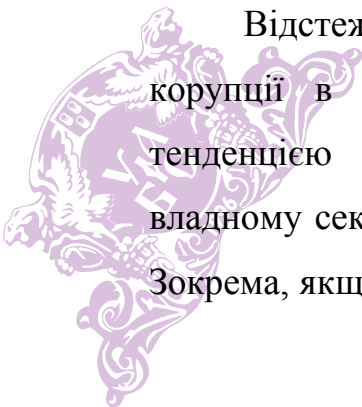 Відстеж
корупції в
тенденцією
владному сек
Зокрема, якщ